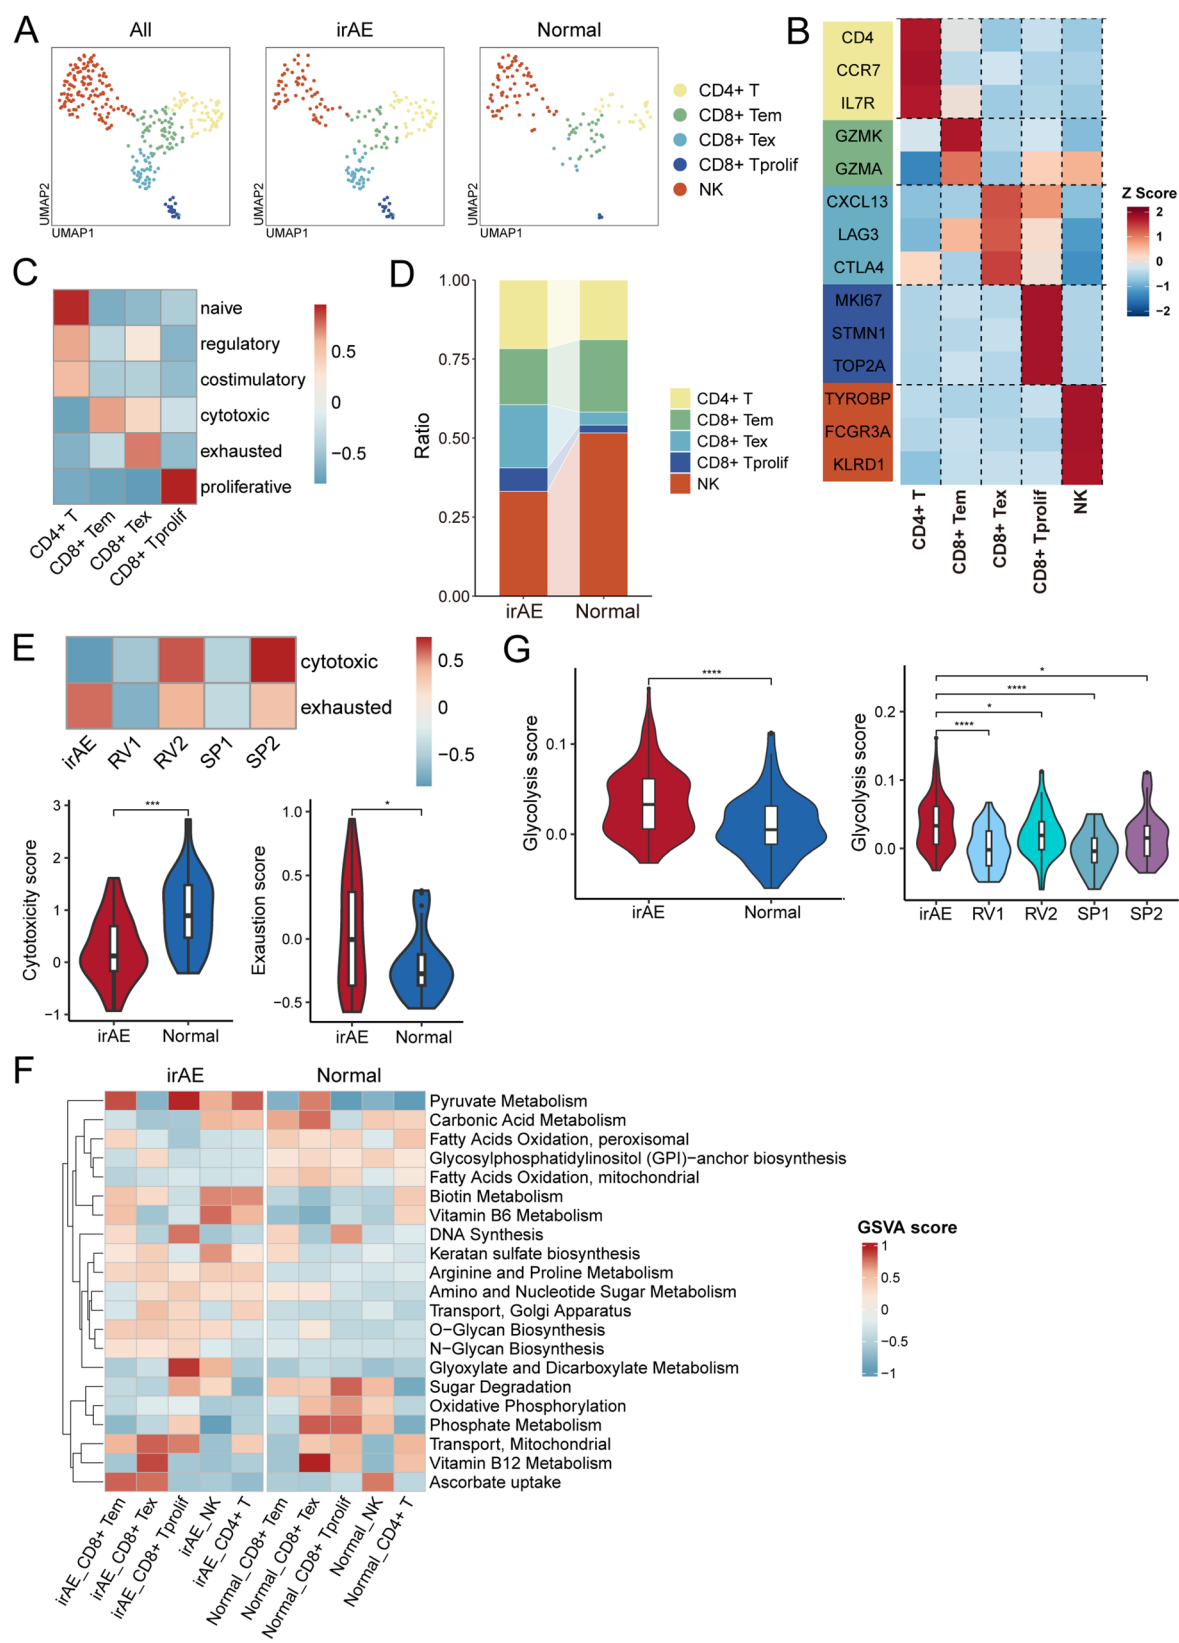 A
All
irAE
Normal
UMAP2
UMAP1
UMAP2
UMAP1
UMAP2
UMAP1
CD4+ T
CD8+ Tem
CD8+ Tex
CD8+ Tprolif
NK
B
CD4
CCR7
IL7R
GZMK
GZMA
CXCL13
LAG3
CTLA4
MKI67
STMN1
TOP2A
TYROBP
FCGR3A
KLRD1
CD4+ T
CD8+ Tem
CD8+ Tex
CD8+ Tprolif
NK
Z Score
2
1
0
−1
−2
C
naive
regulatory
costimulatory
cytotoxic
exhausted
proliferative
CD4+ T
CD8+ Tem
CD8+ Tex
CD8+ Tprolif
0.5
0
−0.5
D
Ratio
1.00
0.75
0.50
0.25
0.00
irAE
Normal
CD4+ T
CD8+ Tem
CD8+ Tex
CD8+ Tprolif
NK
E
cytotoxic
exhausted
irAE
RV1
RV2
SP1
SP2
0.5
0
−0.5
Cytotoxicity score
3
2
1
0
−1
***
irAE
Normal
Exaustion score
1.0
0.5
0.0
−0.5
*
irAE
Normal
G
Glycolysis score
0.1
0.0
****
irAE
Normal
Glycolysis score
0.2
0.1
0.0
*
****
*
****
irAE
RV1
RV2
SP1
SP2
F
irAE
Normal
Pyruvate Metabolism
Carbonic Acid Metabolism
Fatty Acids Oxidation, peroxisomal
Glycosylphosphatidylinositol (GPI)−anchor biosynthesis
Fatty Acids Oxidation, mitochondrial
Biotin Metabolism
Vitamin B6 Metabolism
DNA Synthesis
Keratan sulfate biosynthesis
Arginine and Proline Metabolism
Amino and Nucleotide Sugar Metabolism
Transport, Golgi Apparatus
O−Glycan Biosynthesis
N−Glycan Biosynthesis
Glyoxylate and Dicarboxylate Metabolism
Sugar Degradation
Oxidative Phosphorylation
Phosphate Metabolism
Transport, Mitochondrial
Vitamin B12 Metabolism
Ascorbate uptake
irAE_CD8+ Tem
irAE_CD8+ Tex
irAE_CD8+ Tprolif
irAE_NK
irAE_CD4+ T
Normal_CD8+ Tem
Normal_CD8+ Tex
Normal_CD8+ Tprolif
Normal_NK
Normal_CD4+ T
GSVA score
1
0.5
0
−0.5
−1